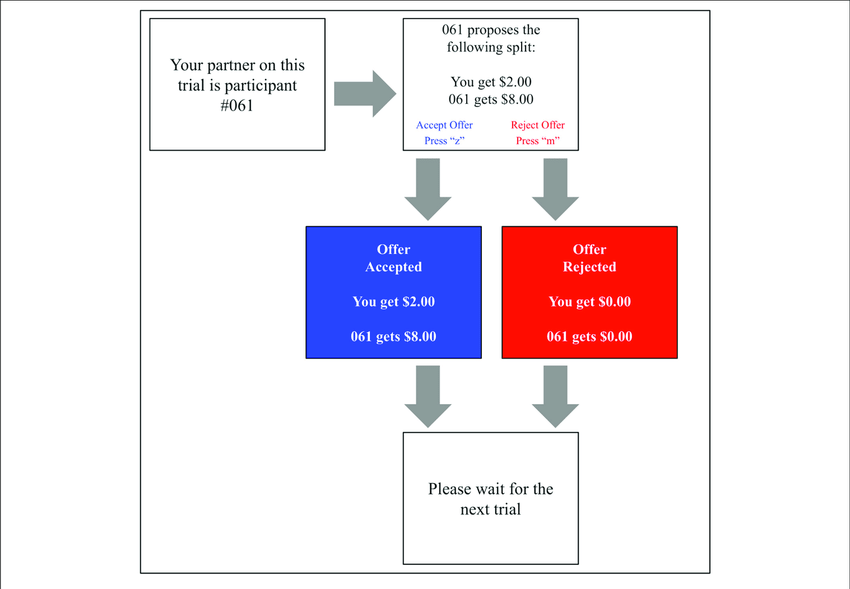 Your partner on this
trial is participant
#061
061 proposes the
following split:
You get $2.00
061 gets $8.00
Accept Offer
Press “z”
Reject Offer
Press “m”
Offer
Accepted
You get $2.00
061 gets $8.00
Offer
Rejected
You get $0.00
061 gets $0.00
Please wait for the
next trial